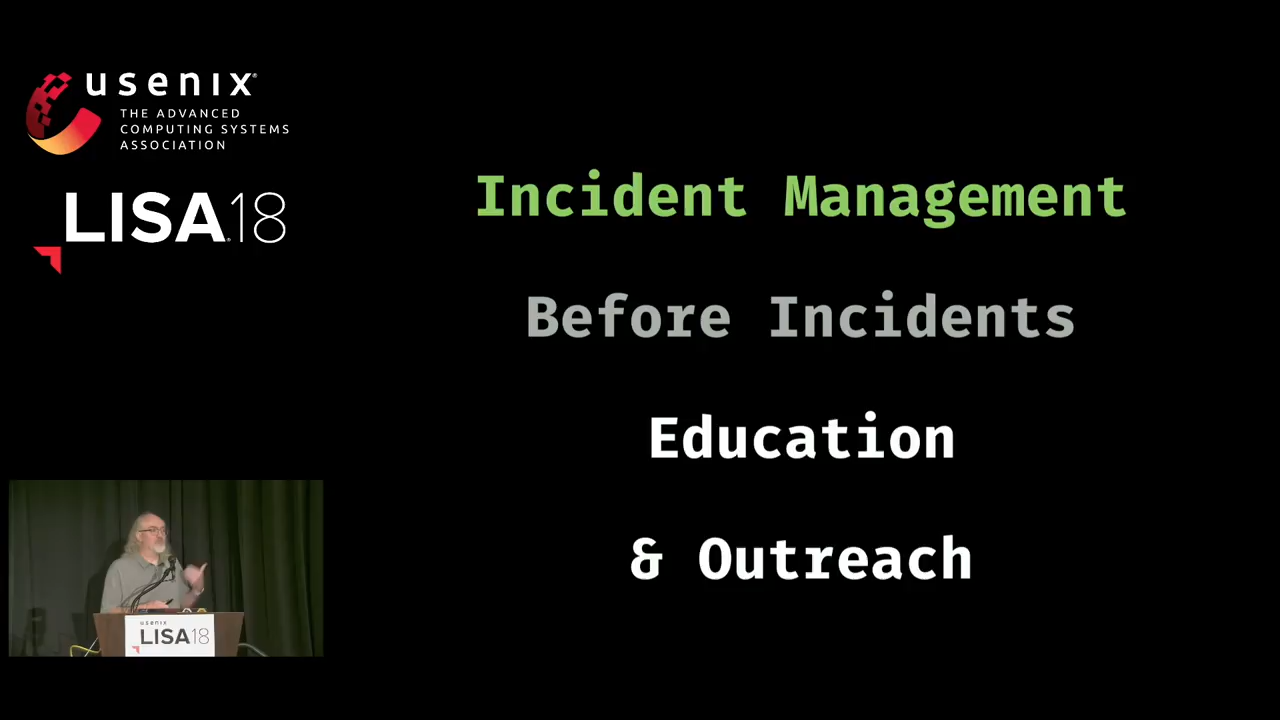 usenix®
THE ADVANCED
COMPUTING SYSTEMS
ASSOCIATION
LISA18
Incident Management
Before Incidents
Education
& Outreach
usenix
LISA18